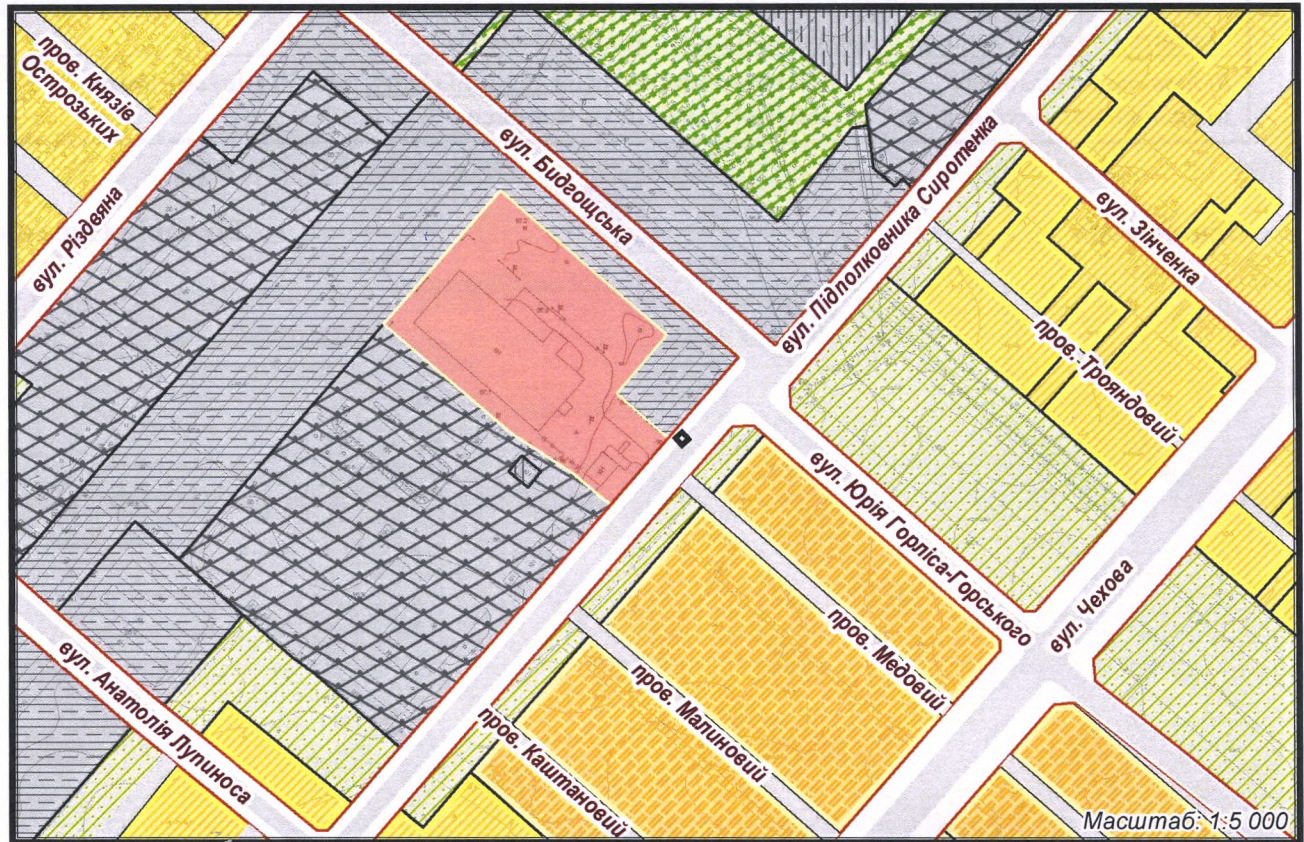 пров. Князів
Острозьких
вул. Різдвяна
вул. Бидгощська
вул. Підполковника Сиротенка
вул. Зінченка
пров. Трояндовий
вул. Юрія Горліса-Горського
вул. Чехова
пров. Медовий
пров. Малиновий
пров. Каштановий
вул. Анатолія Лупиноса
Масштаб: 1:5 000